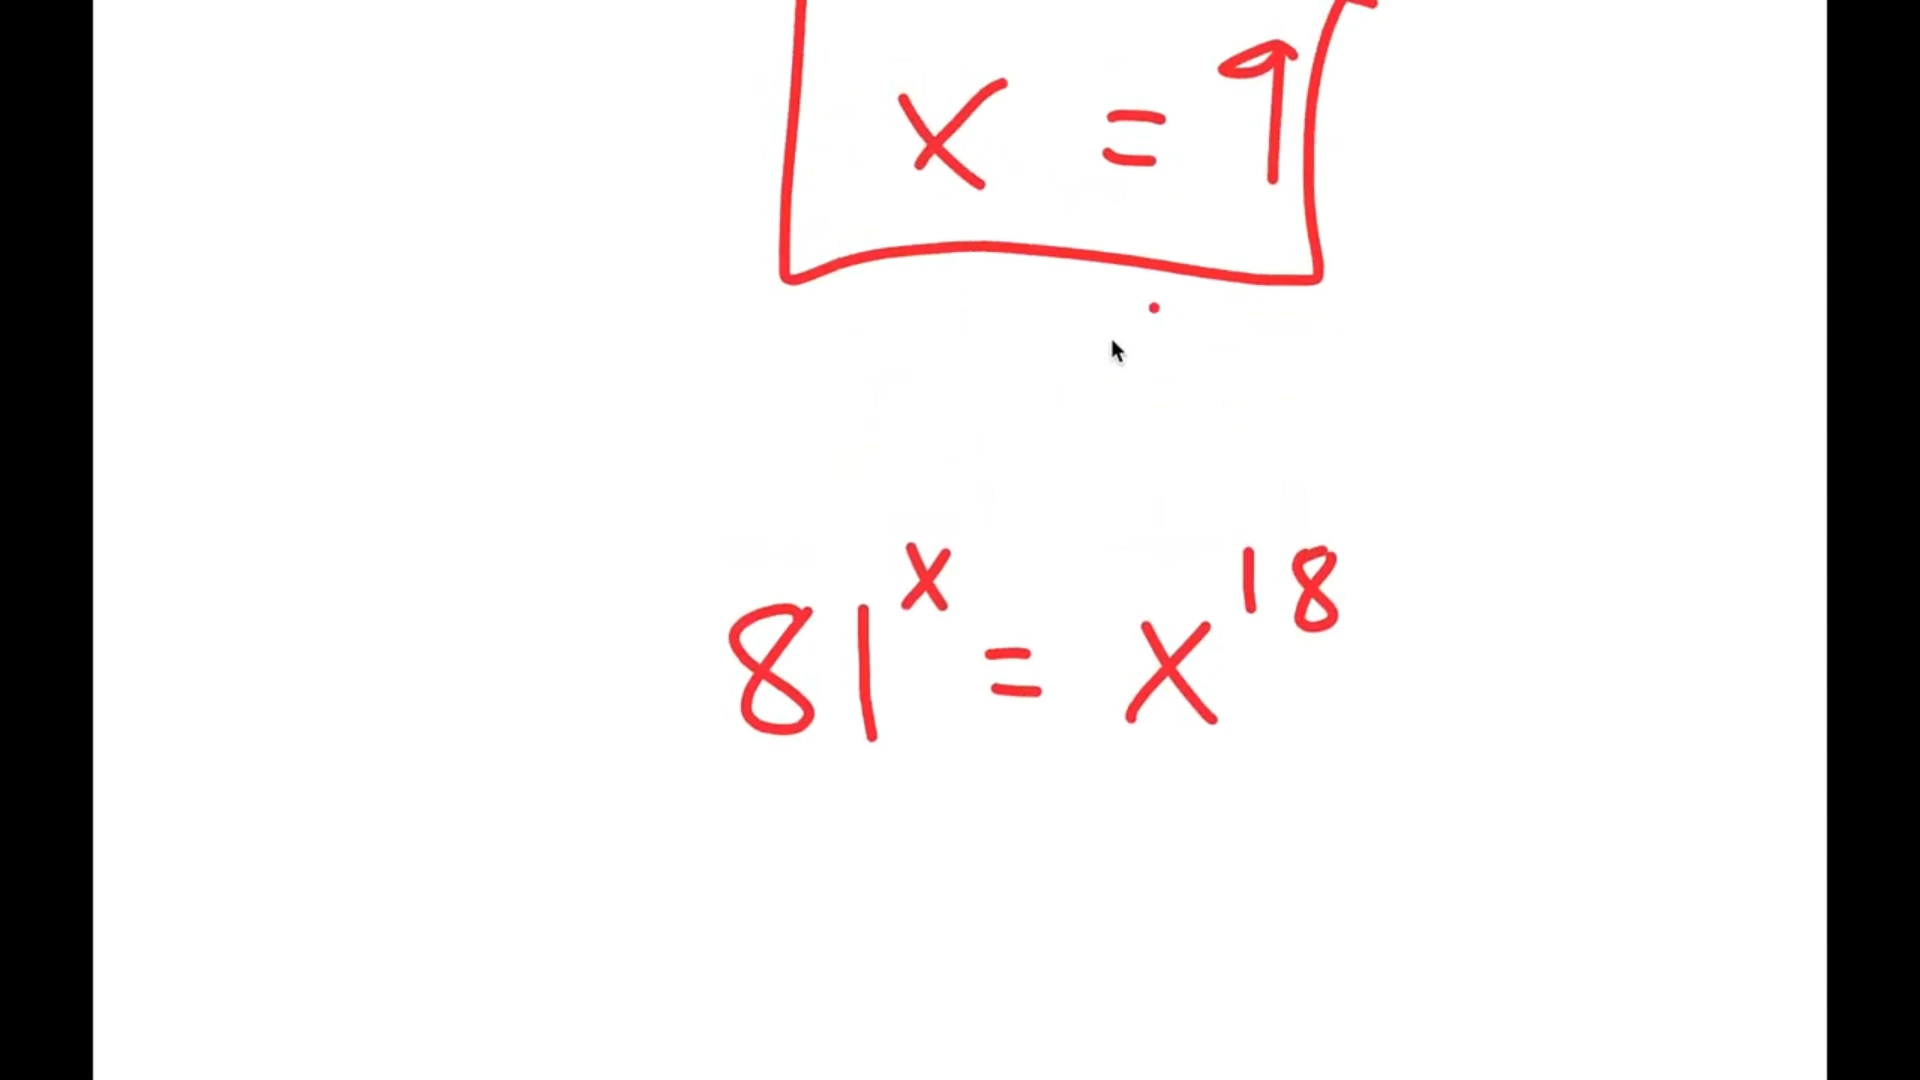 x = 9
81^x = x^18